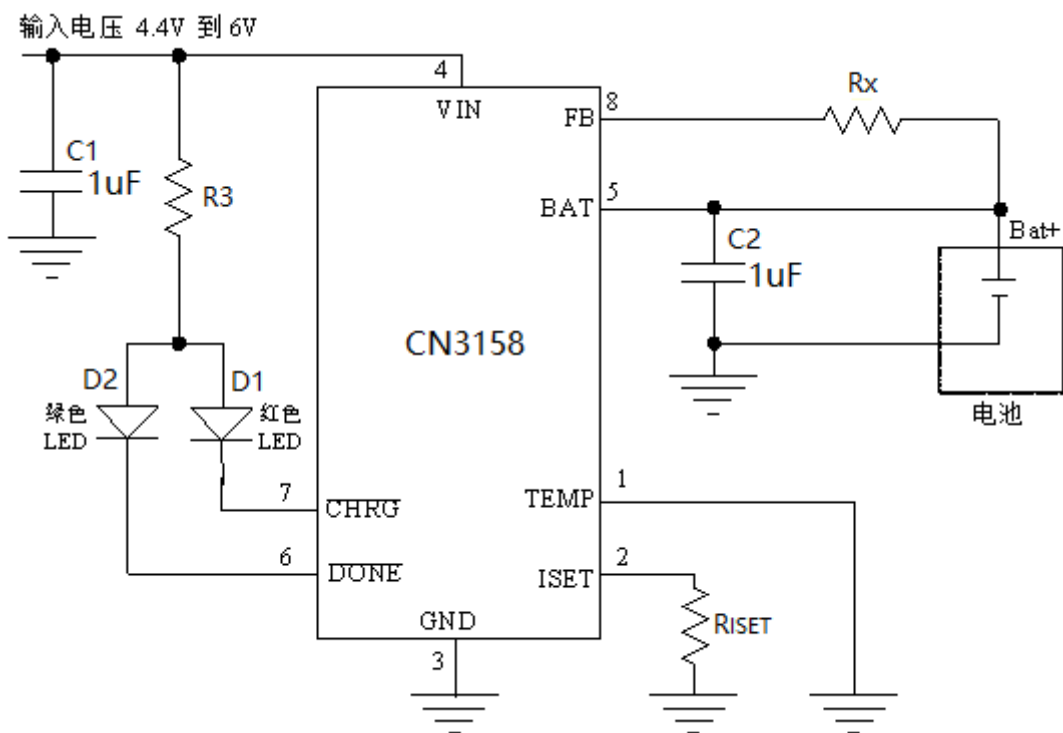 输入电压 4.4V 到 6V
4
VIN
8
FB
Rx
C1
1uF
R3
BAT
5
Bat+
C2
1uF
CN3158
D2
D1
绿色
LED
红色
LED
电池
7
CHRG
TEMP
1
6
DONE
ISET
2
GND
RISET
3